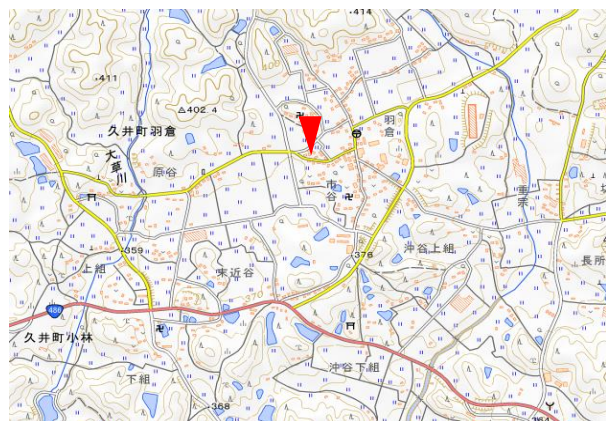 ・414
・411
△402.4
久井町羽倉
羽倉
大草川
原谷
市谷
重宗
・359
・376
沖谷上組
長所
上組
末近谷
486
久井町小林
沖谷下組
下組
・368